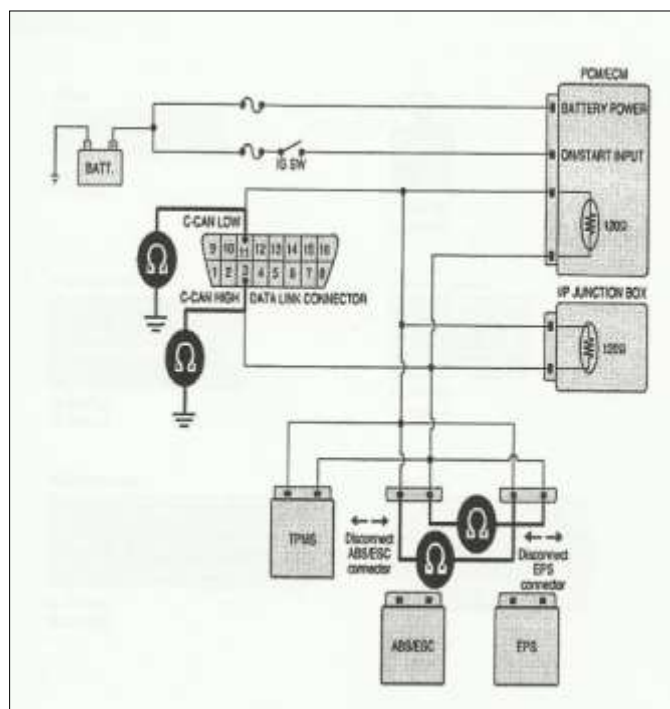 PCM/ECM
BATTERY POWER
ON/START INPUT
BATT.
IG SW
120Ω
C-CAN LOW
Ω
9 10 11 12 13 14 15 16
1 2 3 4 5 6 7 8
C-CAN HIGH
DATA LINK CONNECTOR
Ω
I/P JUNCTION BOX
120Ω
TPMS
Disconnect
ABS/ESC
connector
Ω
Ω
Disconnect
EPS
connector
ABS/ESC
EPS